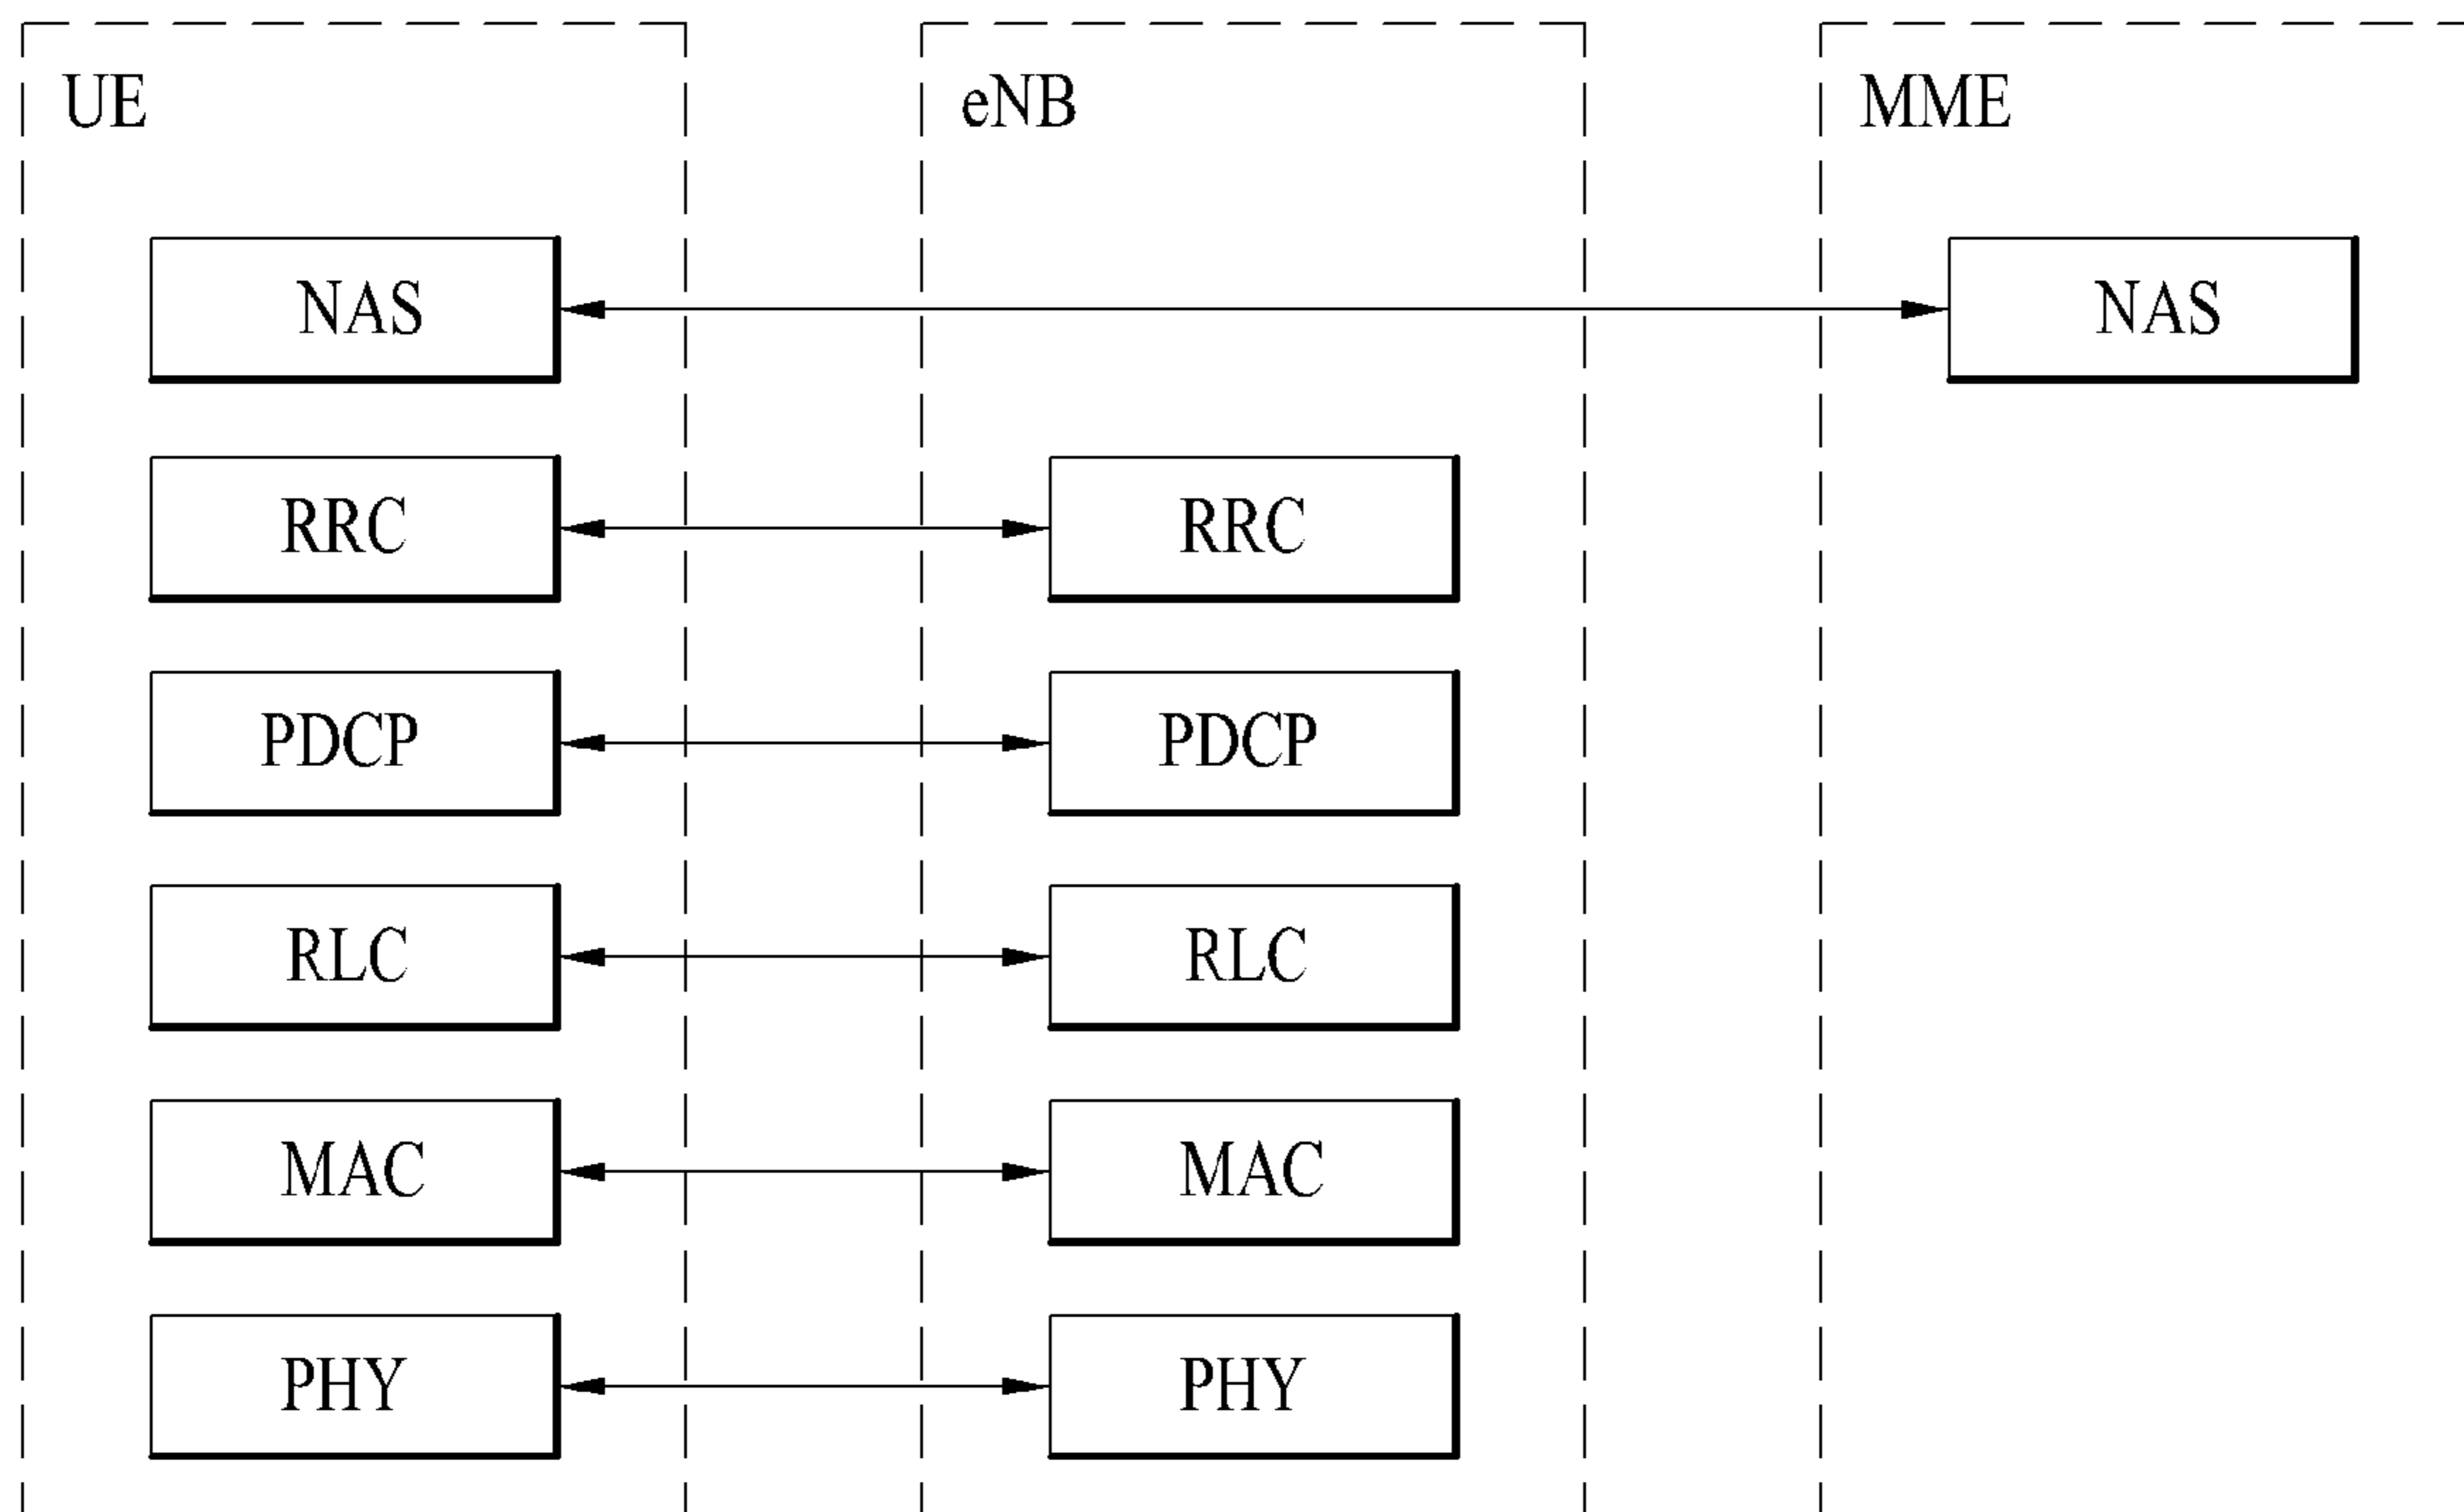 UE eNB MME
NAS NAS
RRC RRC
PDCP PDCP
RLC RLC
MAC MAC
PHY PHY